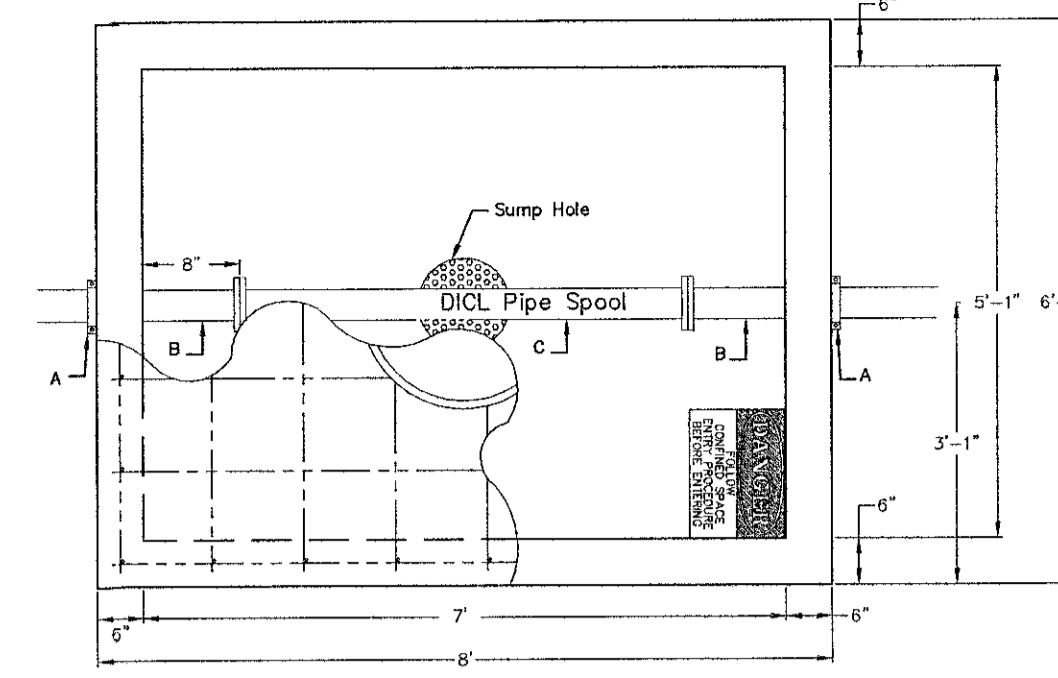 6"
Sump Hole
8"
DICL Pipe Spool
5'-1"
6'-
B
C
B
A
A
3'-1"
DANGER
FOLLOW
CONFINED SPACE
ENTRY PROCEDURE
BEFORE ENTERING
6"
6"
7'
6"
8'